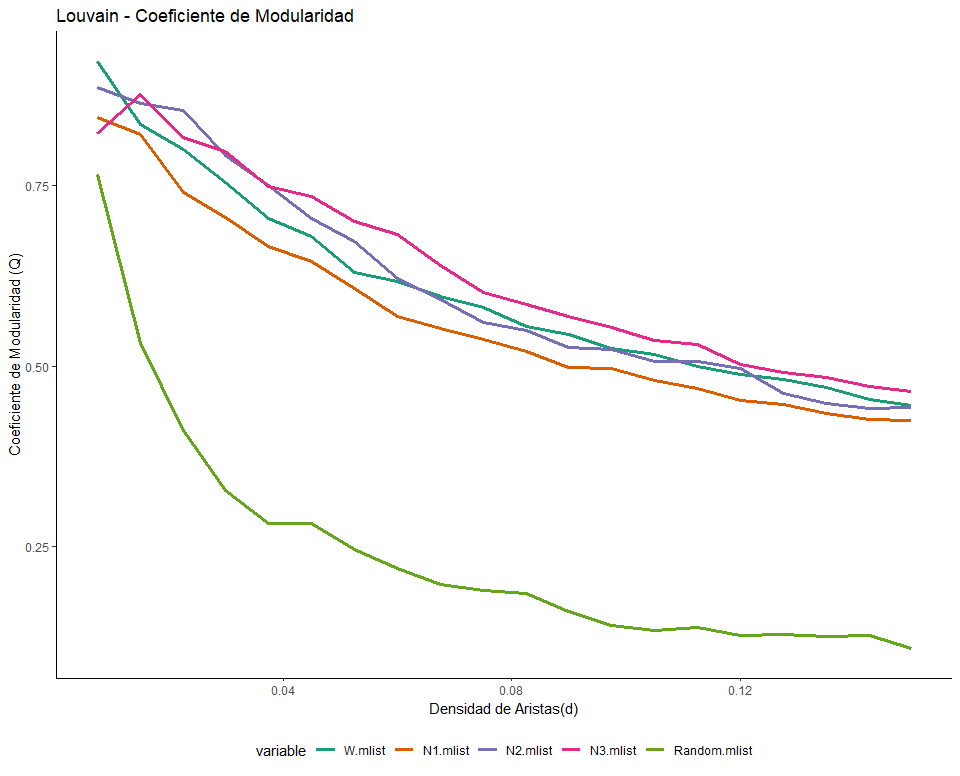 Louvain - Coeficiente de Modularidad
Coeficiente de Modularidad (Q)
0.75
0.50
0.25
0.04 0.08 0.12
Densidad de Aristas(d)
variable W.mlist N1.mlist N2.mlist N3.mlist Random.mlist